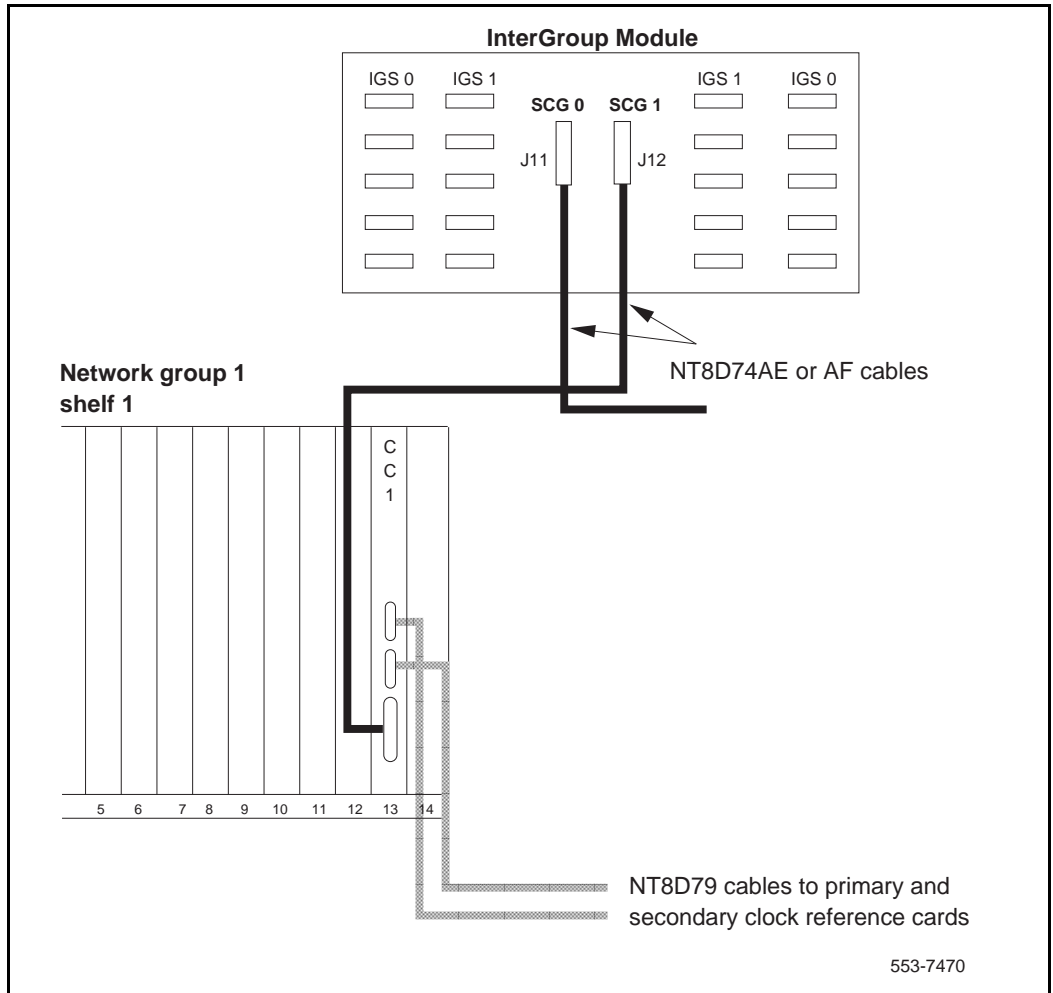 InterGroup Module
IGS 0 IGS 1 IGS 1 IGS 0
SCG 0 SCG 1
J11 J12
NT8D74AE or AF cables
Network group 1
shelf 1
C
C
1
5 6 7 8 9 10 11 12 13 14
NT8D79 cables to primary and
secondary clock reference cards
553-7470